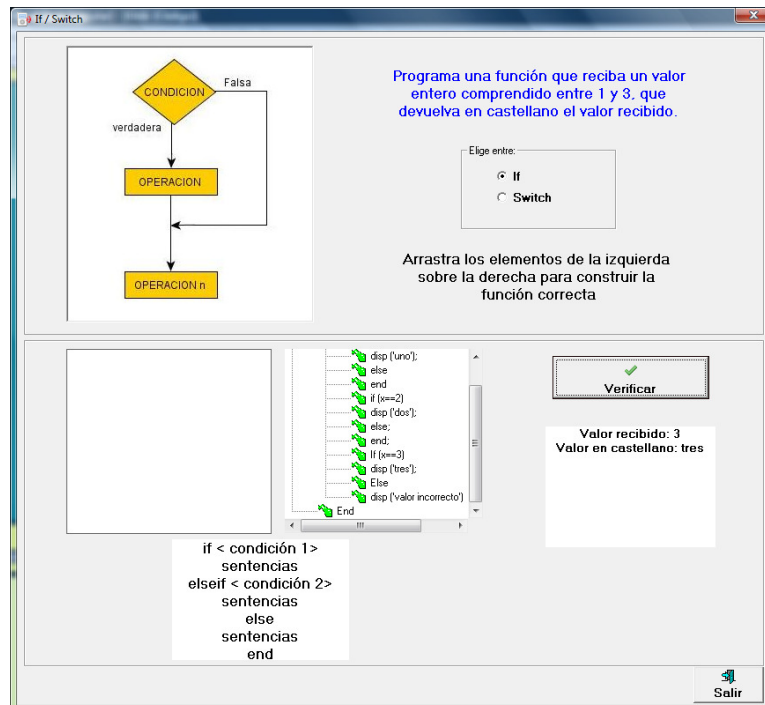 If / Switch
CONDICION
Falsa
verdadera
OPERACION
OPERACION n
Programa una función que reciba un valor
entero comprendido entre 1 y 3, que
devuelva en castellano el valor recibido.
Elige entre:
If
Switch
Arrastra los elementos de la izquierda
sobre la derecha para construir la
función correcta
disp ('uno');
else
end
if (x==2)
disp ('dos');
else;
end;
If (x==3)
disp ('tres');
Else
disp ('valor incorrecto')
End
Verificar
Valor recibido: 3
Valor en castellano: tres
if < condición 1>
sentencias
elseif < condición 2>
sentencias
else
sentencias
end
Salir